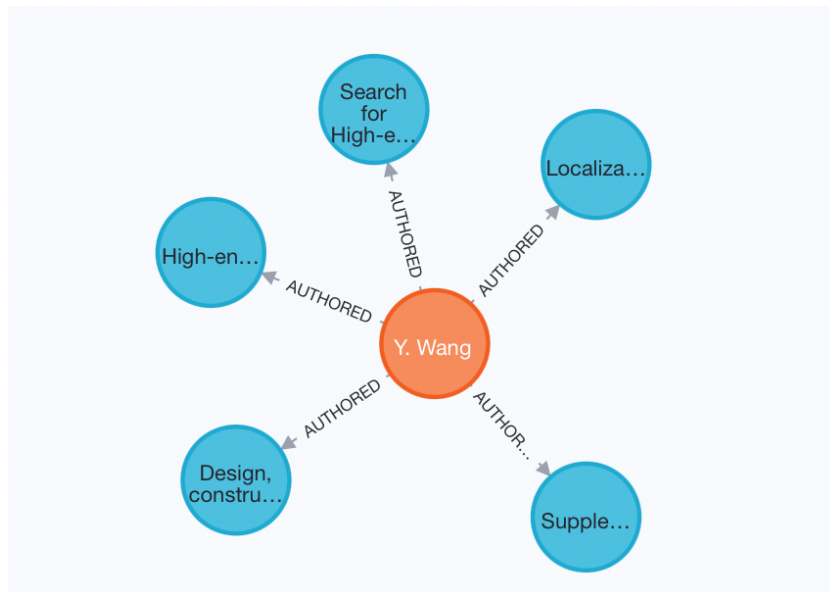 Search
for
High-e...
Localiza...
AUTHORED
AUTHORED
High-en...
AUTHORED
Y. Wang
AUTHORED
AUTHOR...
Design,
constru...
Supple...